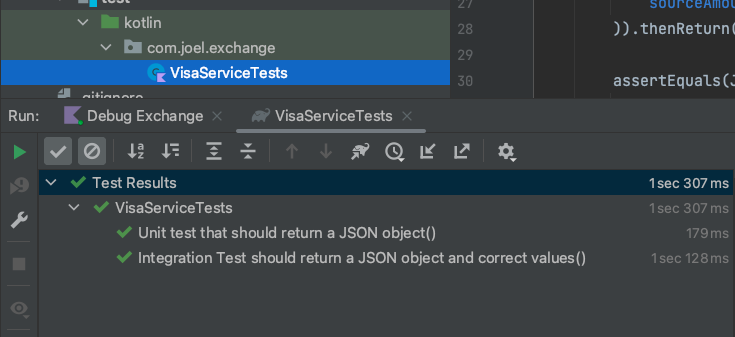 test
kotlin
com.joel.exchange
VisaServiceTests
.gitignore
27 sourceAmou
28 )).thenReturn(
29
30 assertEquals(J
Run: Debug Exchange VisaServiceTests
Test Results 1 sec 307 ms
VisaServiceTests 1 sec 307 ms
Unit test that should return a JSON object() 179 ms
Integration Test should return a JSON object and correct values() 1 sec 128 ms